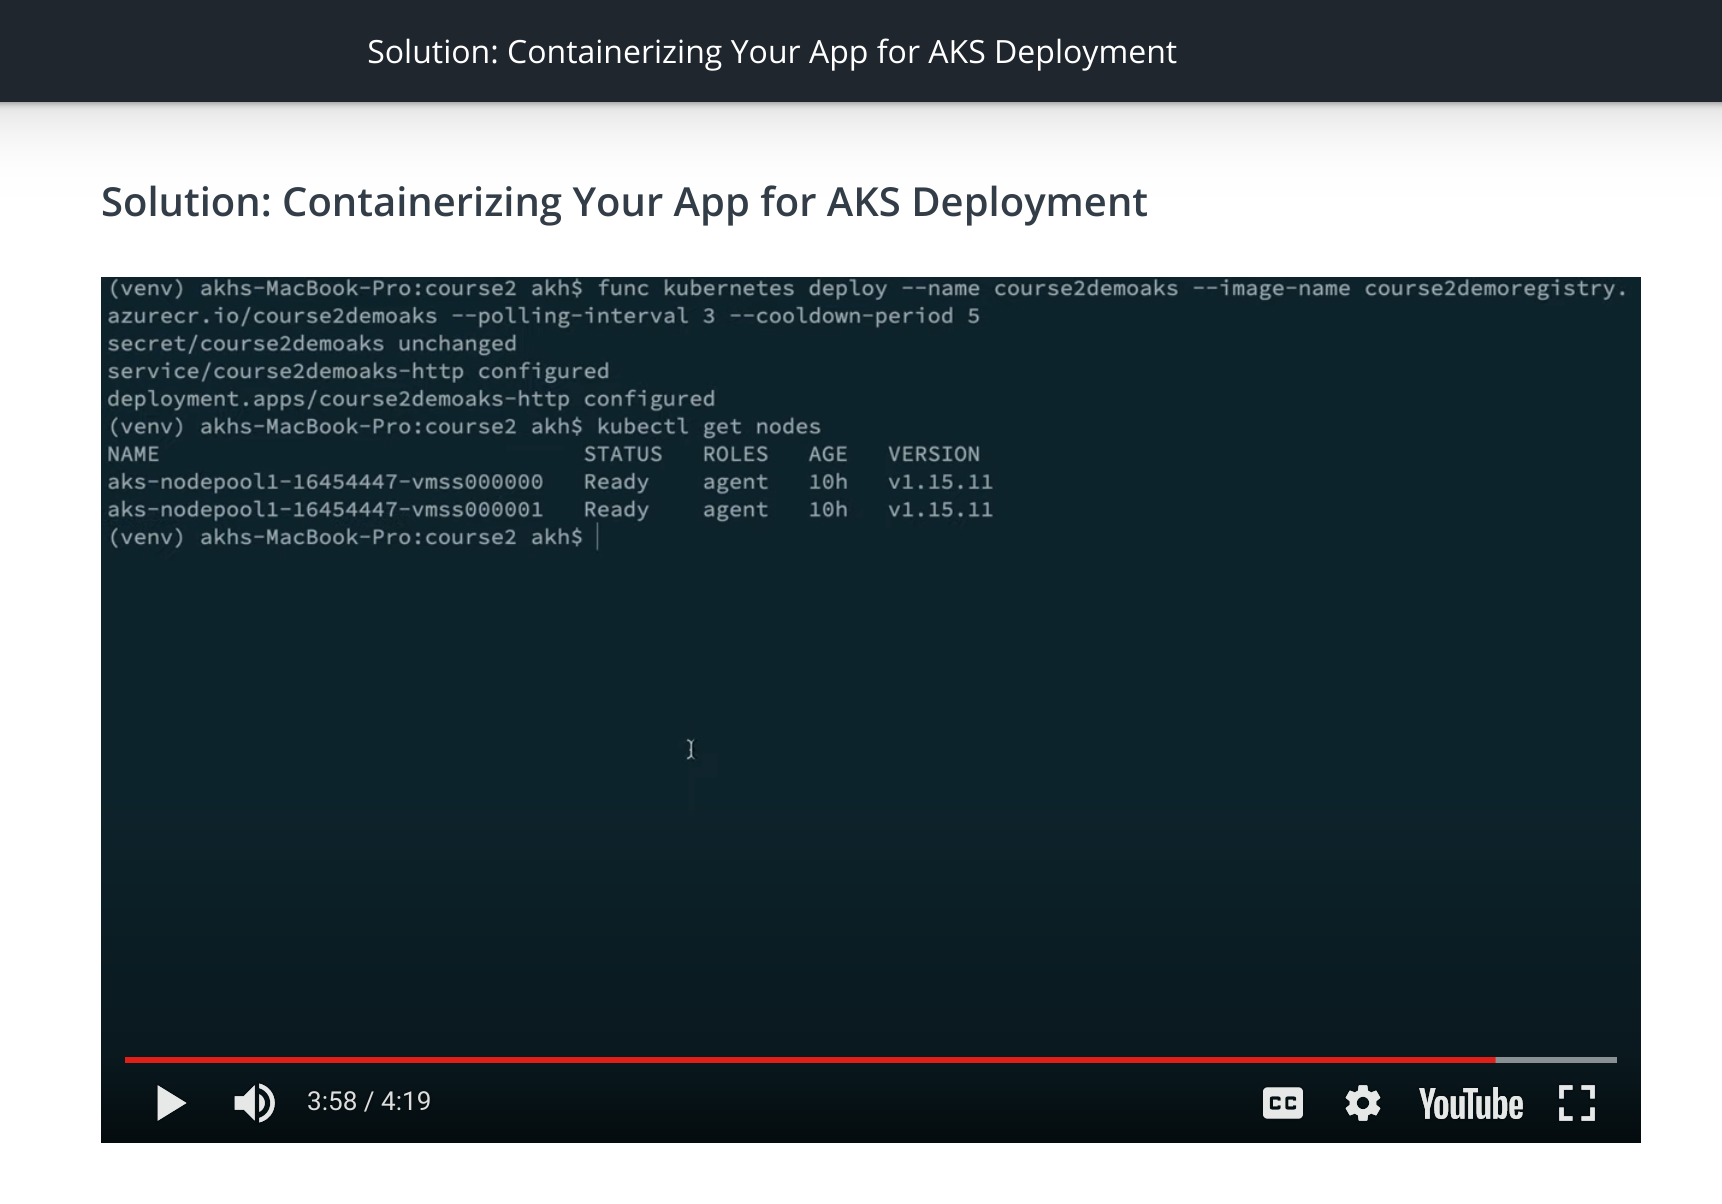 Solution: Containerizing Your App for AKS Deployment
Solution: Containerizing Your App for AKS Deployment
(venv) akhs-MacBook-Pro:course2 akh$ func kubernetes deploy --name course2demoaks --image-name course2demoregistry.
azurecr.io/course2demoaks --polling-interval 3 --cooldown-period 5
secret/course2demoaks unchanged
service/course2demoaks-http configured
deployment.apps/course2demoaks-http configured
(venv) akhs-MacBook-Pro:course2 akh$ kubectl get nodes
NAME STATUS ROLES AGE VERSION
aks-nodepool1-16454447-vmss000000 Ready agent 10h v1.15.11
aks-nodepool1-16454447-vmss000001 Ready agent 10h v1.15.11
(venv) akhs-MacBook-Pro:course2 akh$
3:58 / 4:19 CC YouTube